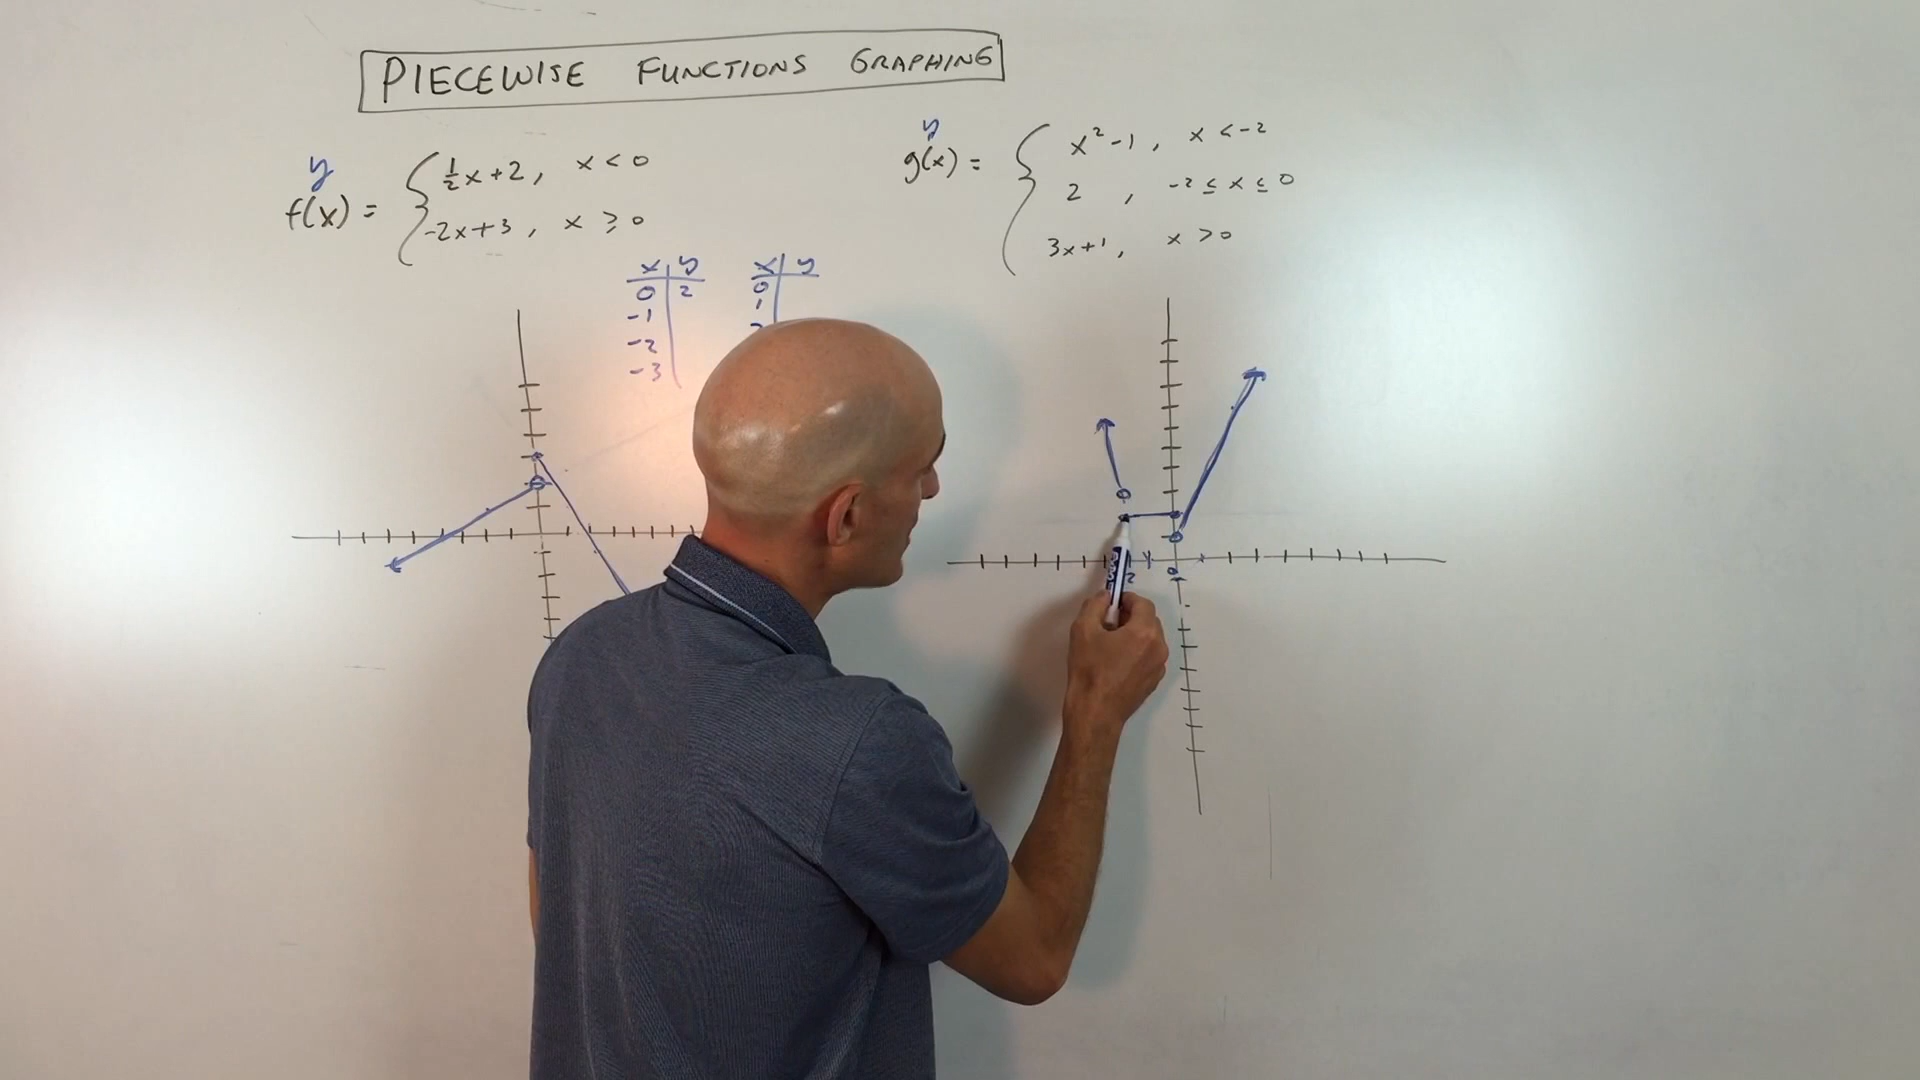 PIECEWISE FUNCTIONS GRAPHING
y
f(x) = { ½x+2, x < 0
-2x+3, x ≥ 0
x | y
0 | 2
-1
-2
-3
x | y
0
1
y
g(x) = { x²-1, x < -2
2, -2 ≤ x ≤ 0
3x+1, x > 0